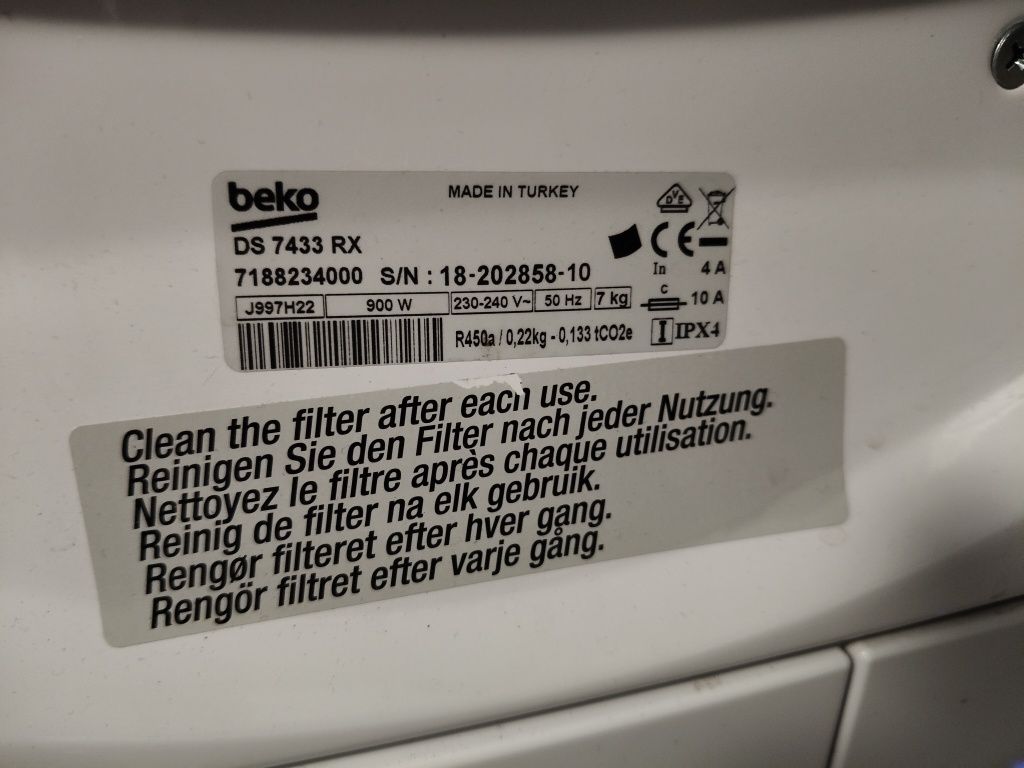 beko
MADE IN TURKEY
DVE
DS 7433 RX
CE
7188234000 S/N : 18-202858-10
In 4 A
J997H22 900 W 230-240 V~ 50 Hz 7 kg
C 10 A
R450a / 0,22kg - 0,133 tCO2e
IPX4
Clean the filter after each use.
Reinigen Sie den Filter nach jeder Nutzung.
Nettoyez le filtre après chaque utilisation.
Reinig de filter na elk gebruik.
Rengør filteret efter hver gang.
Rengör filtret efter varje gång.